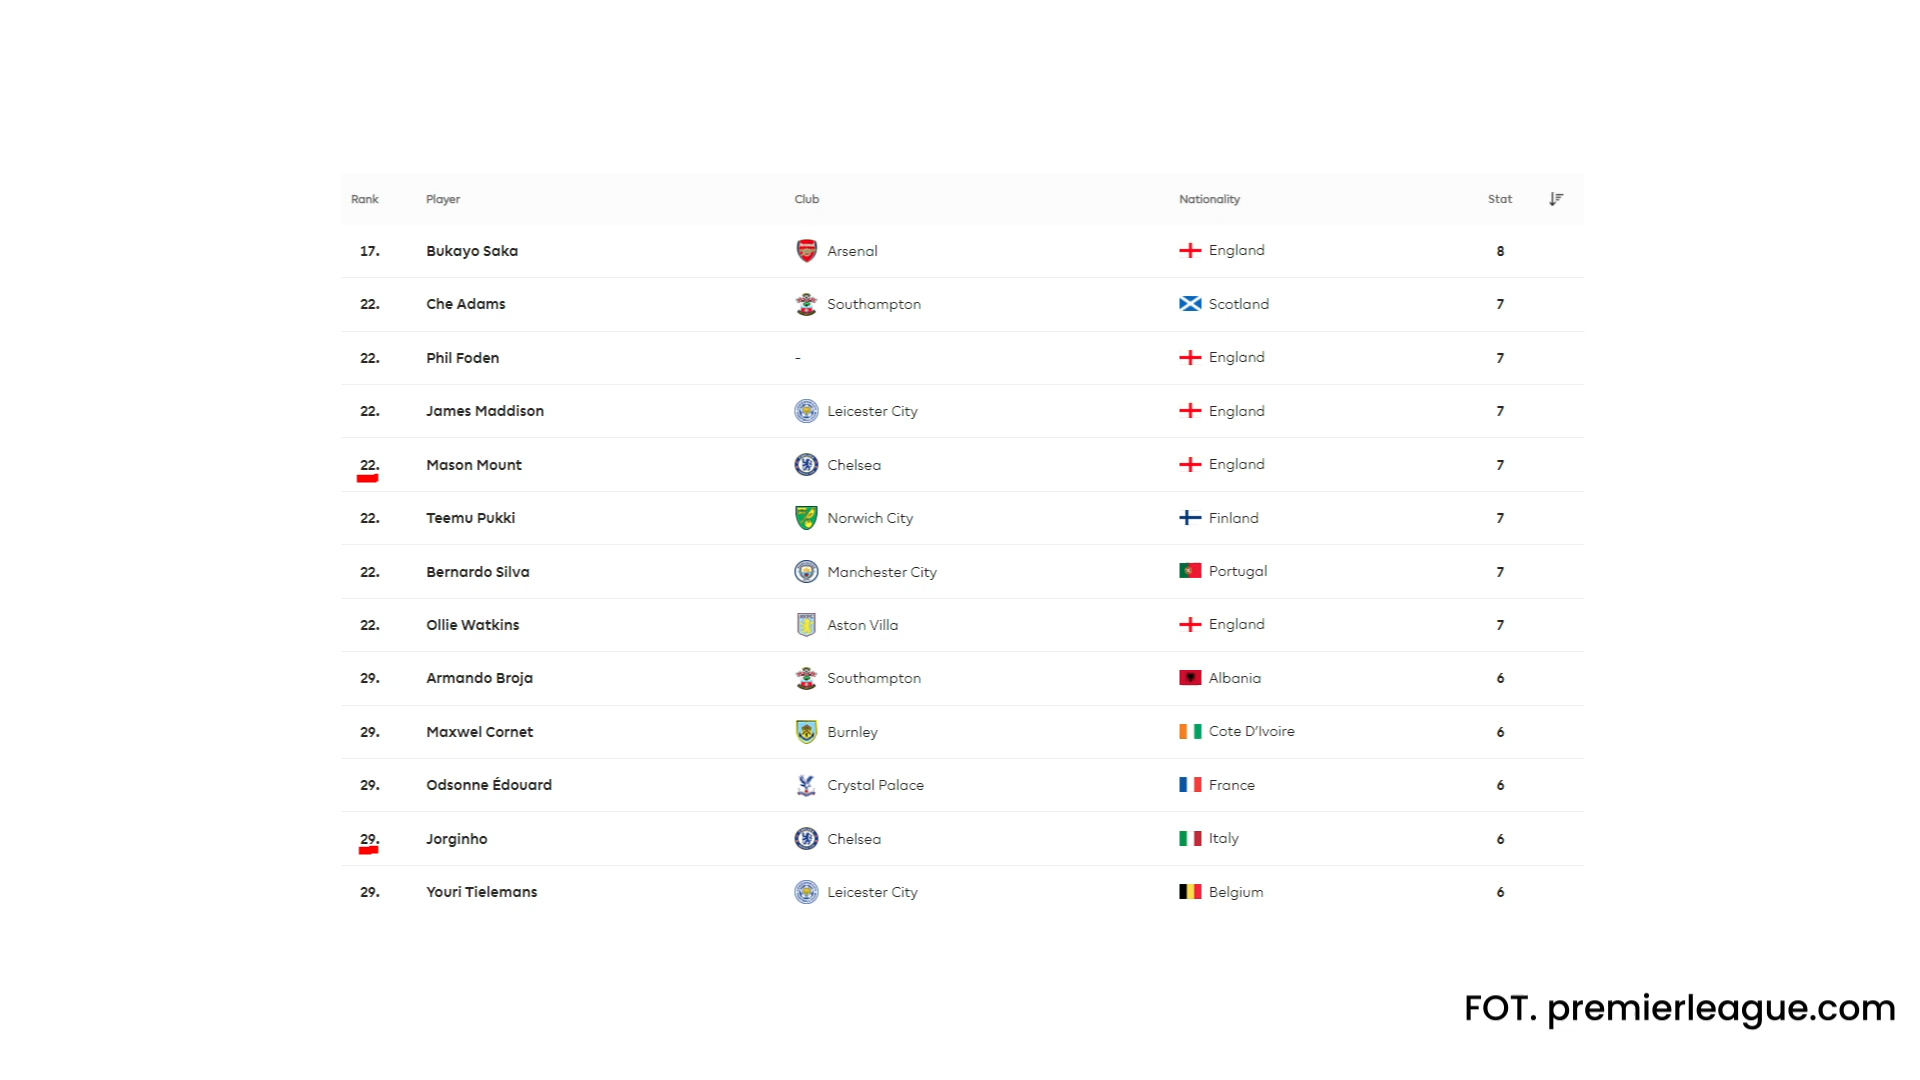 Rank Player Club Nationality Stat
17. Bukayo Saka Arsenal England 8
22. Che Adams Southampton Scotland 7
22. Phil Foden - England 7
22. James Maddison Leicester City England 7
22. Mason Mount Chelsea England 7
22. Teemu Pukki Norwich City Finland 7
22. Bernardo Silva Manchester City Portugal 7
22. Ollie Watkins Aston Villa England 7
29. Armando Broja Southampton Albania 6
29. Maxwel Cornet Burnley Cote D'Ivoire 6
29. Odsonne Édouard Crystal Palace France 6
29. Jorginho Chelsea Italy 6
29. Youri Tielemans Leicester City Belgium 6
FOT. premierleague.com